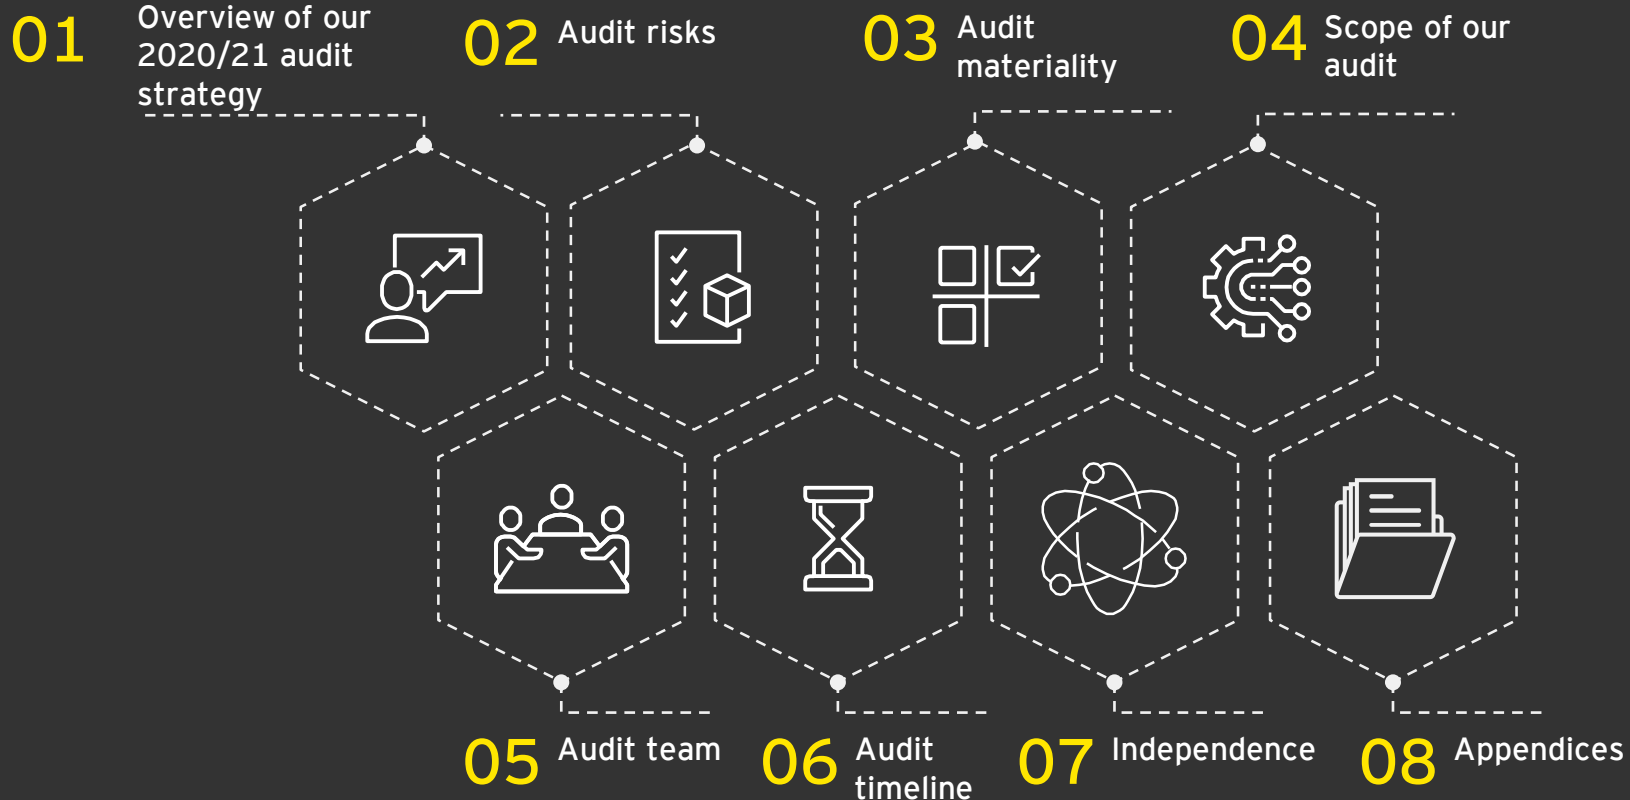 01 Overview of our
2020/21 audit
strategy
02 Audit risks
03 Audit
materiality
04 Scope of our
audit
05 Audit team
06 Audit
timeline
07 Independence
08 Appendices